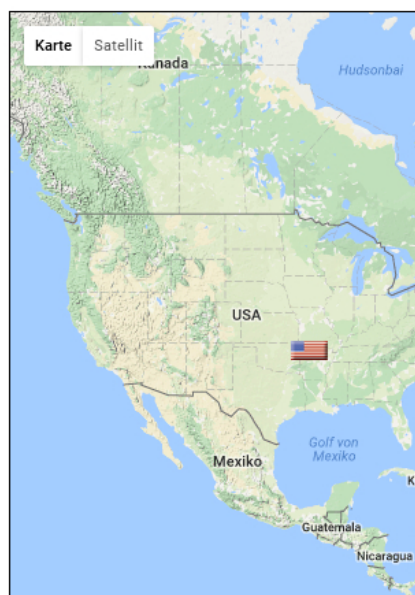 Karte Satellit
Kanada
Hudsonbai
USA
Golf von
Mexiko
Mexiko
Guatemala
Nicaragua